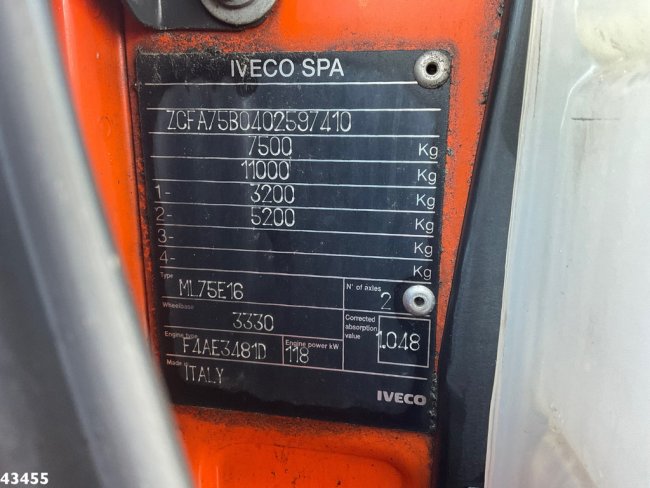 IVECO SPA
ZCFA75B0402597410
7500 Kg
11000 Kg
1- 3200 Kg
2- 5200 Kg
3- Kg
4- Kg
Type ML75E16 N° of axles 2
Wheelbase 3330 Corrected absorption value 1.048
Engine type F4AE3481D Engine power kW 118
Made in ITALY
IVECO
43455